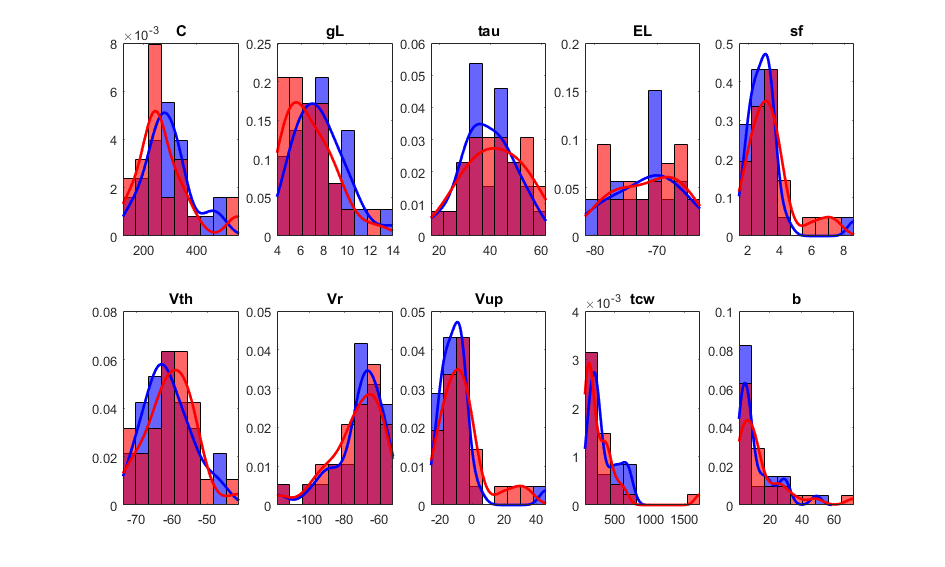 C gL tau EL sf
8 ×10⁻³ 0.25 0.06 0.2 0.5
6 0.2 0.05 0.15 0.4
4 0.15 0.04 0.1 0.3
2 0.1 0.03 0.05 0.2
0 0.05 0.02 0 0.1
0 0.01 0
0
200 400 4 6 8 10 12 14 20 40 60 -80 -70 2 4 6 8
Vth Vr Vup tcw b
0.08 0.05 0.05 4 ×10⁻³ 0.1
0.06 0.04 0.04 3 0.08
0.04 0.03 0.03 2 0.06
0.02 0.02 0.02 1 0.04
0 0.01 0.01 0 0.02
0 0 0
-70 -60 -50 -100 -80 -60 -20 0 20 40 500 1000 1500 20 40 60